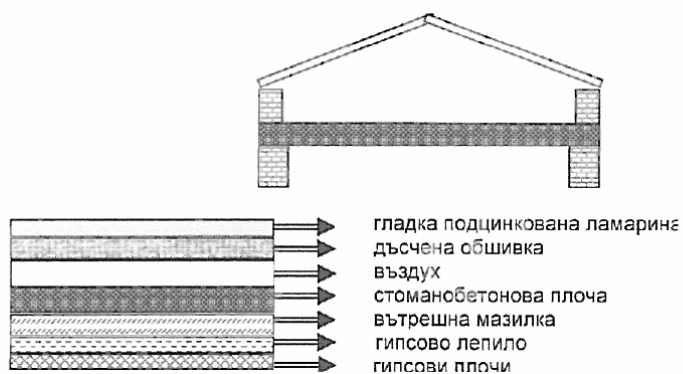 гладка подцинкована ламарина
дъсчена обшивка
въздух
стоманобетонова плоча
вътрешна мазилка
гипсово лепило
гипсови плочи